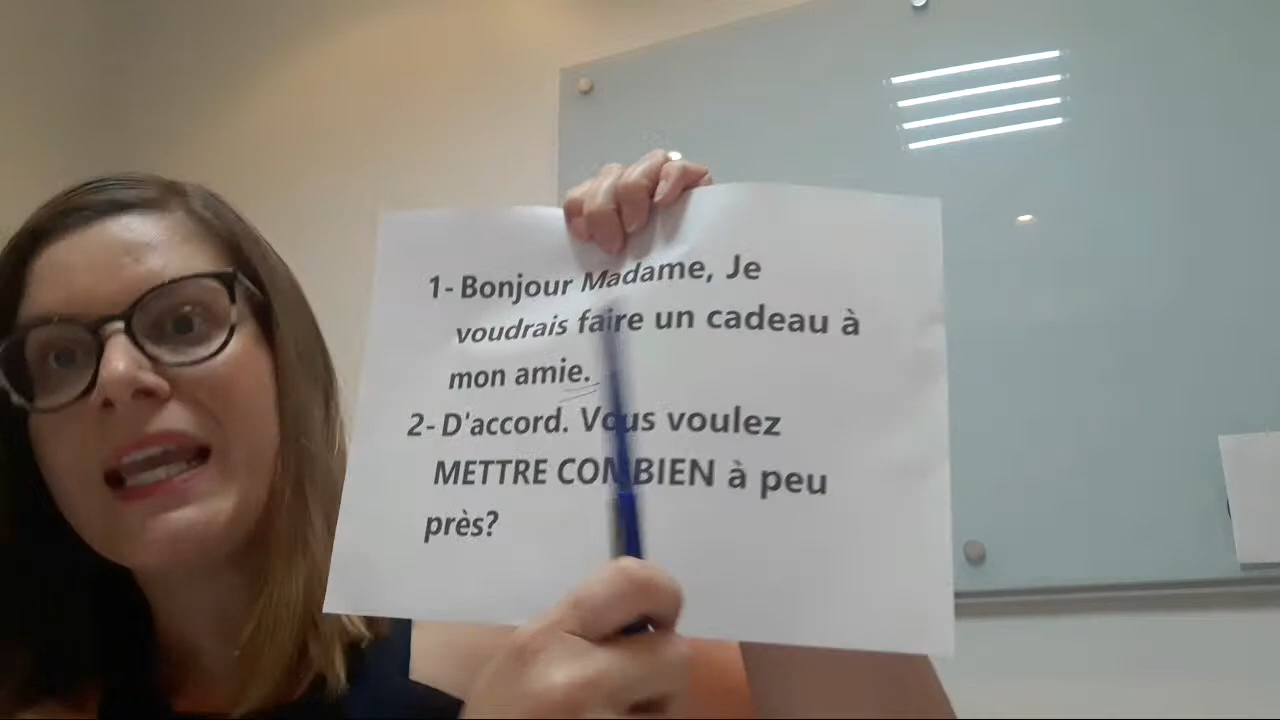 1- Bonjour Madame, Je
voudrais faire un cadeau à
mon amie.
2- D'accord. Vous voulez
METTRE COMBIEN à peu
près?